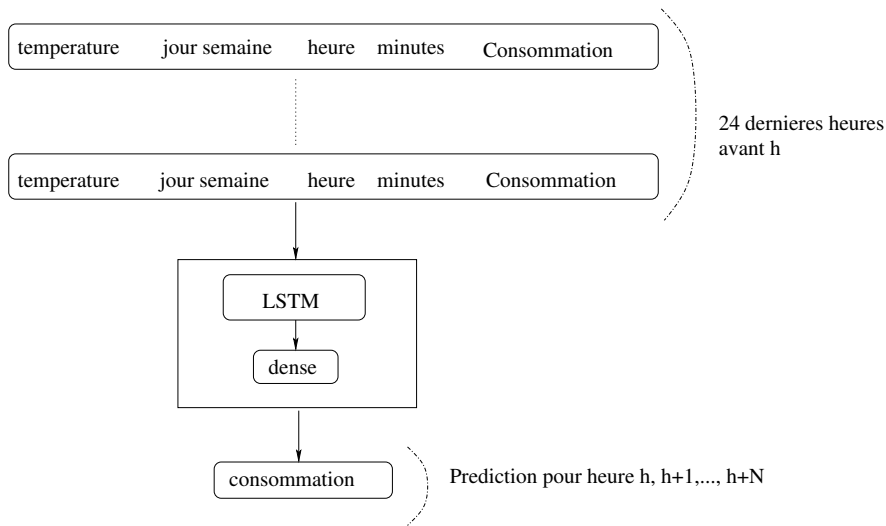 temperature jour semaine heure minutes Consommation
24 dernieres heures
avant h
temperature jour semaine heure minutes Consommation
LSTM
dense
consommation
Prediction pour heure h, h+1,..., h+N